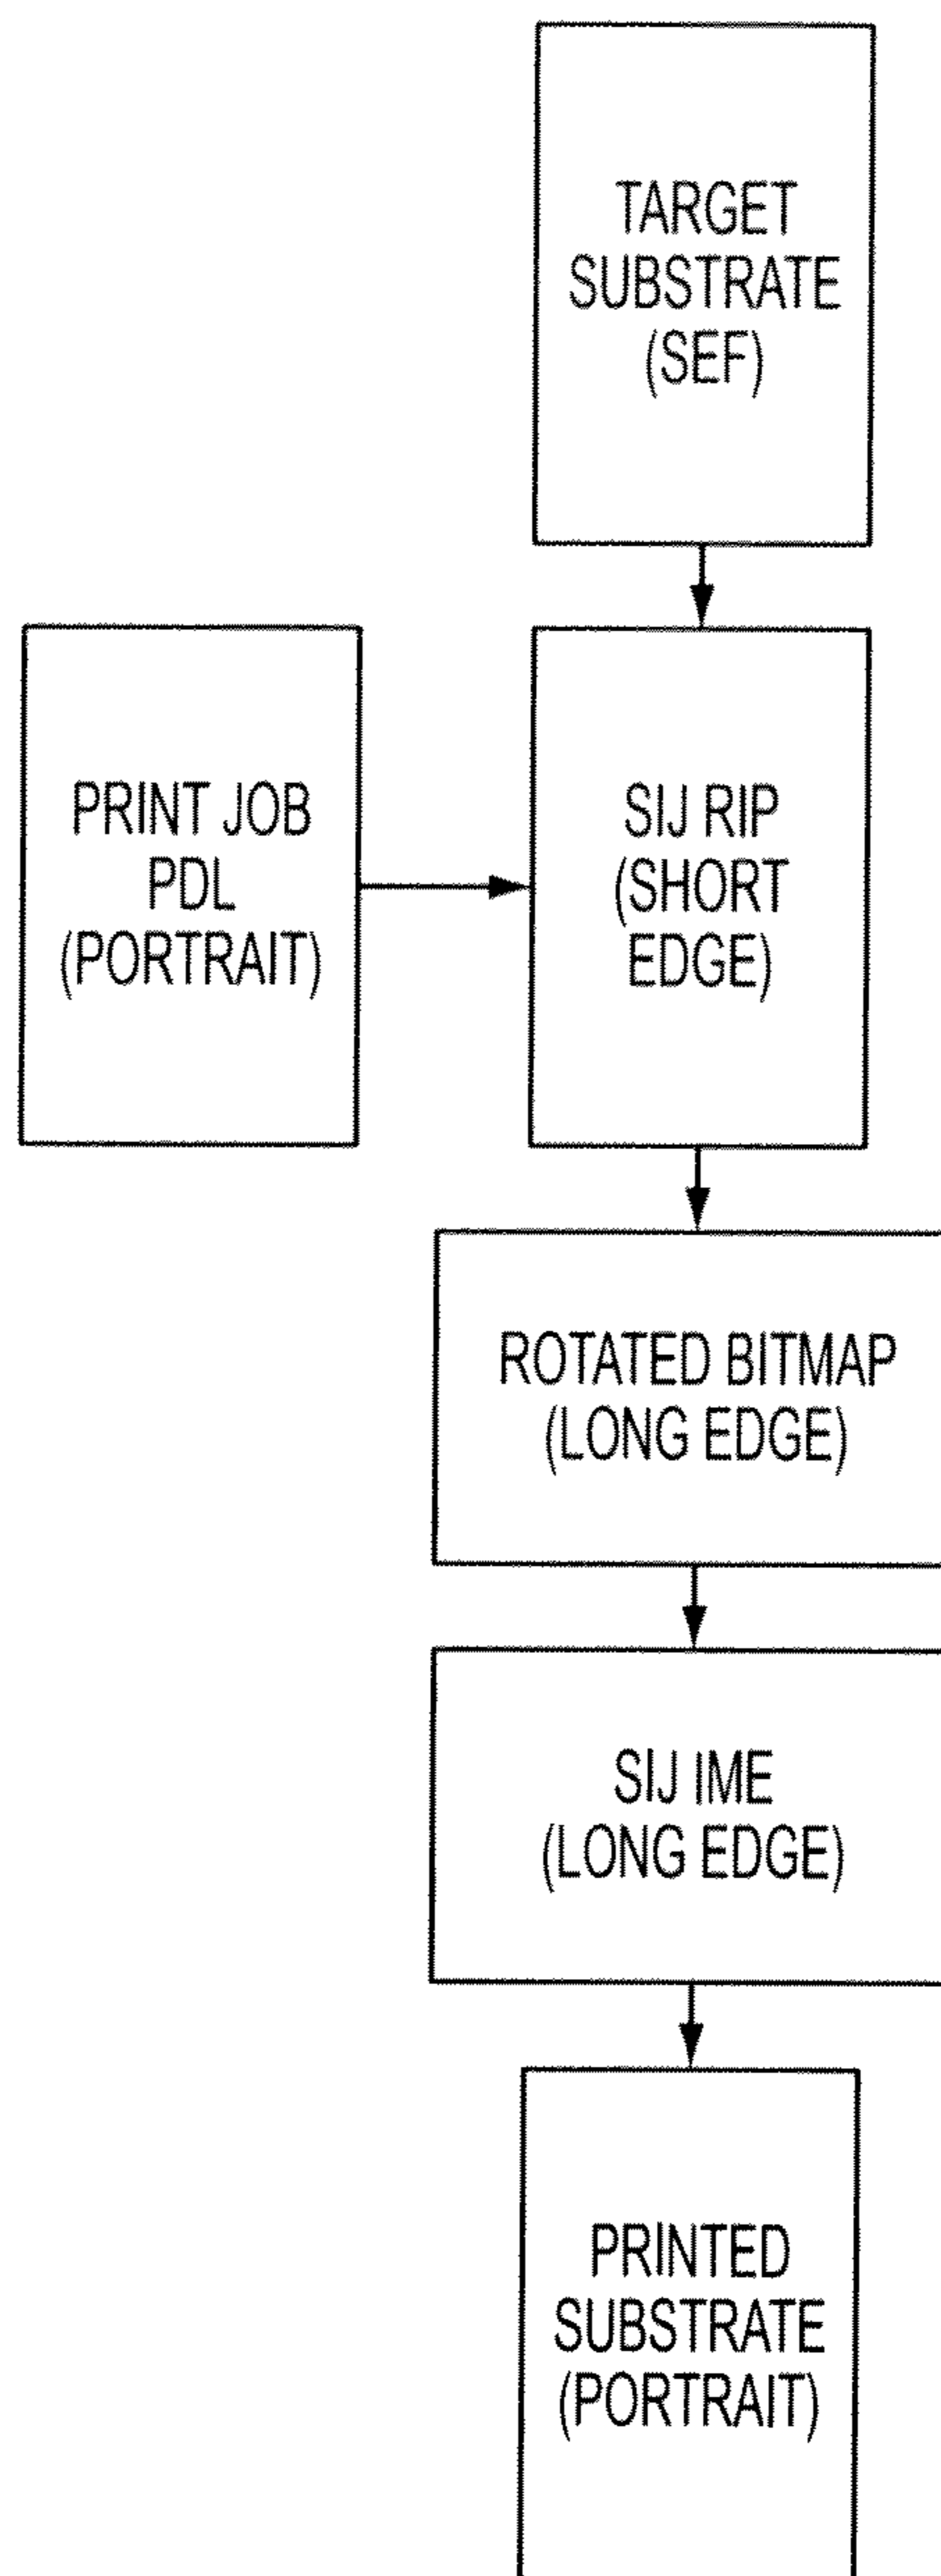 TARGET
SUBSTRATE
(SEF)
PRINT JOB
PDL
(PORTRAIT)
SIJ RIP
(SHORT
EDGE)
ROTATED BITMAP
(LONG EDGE)
SIJ IME
(LONG EDGE)
PRINTED
SUBSTRATE
(PORTRAIT)